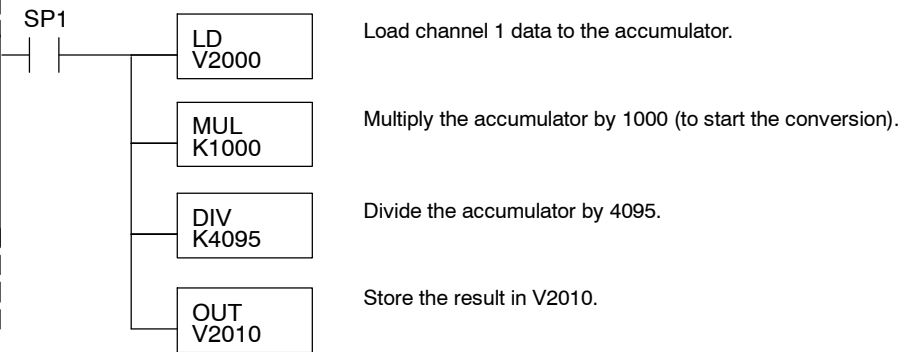 SP1
LD
V2000
Load channel 1 data to the accumulator.
MUL
K1000
Multiply the accumulator by 1000 (to start the conversion).
DIV
K4095
Divide the accumulator by 4095.
OUT
V2010
Store the result in V2010.